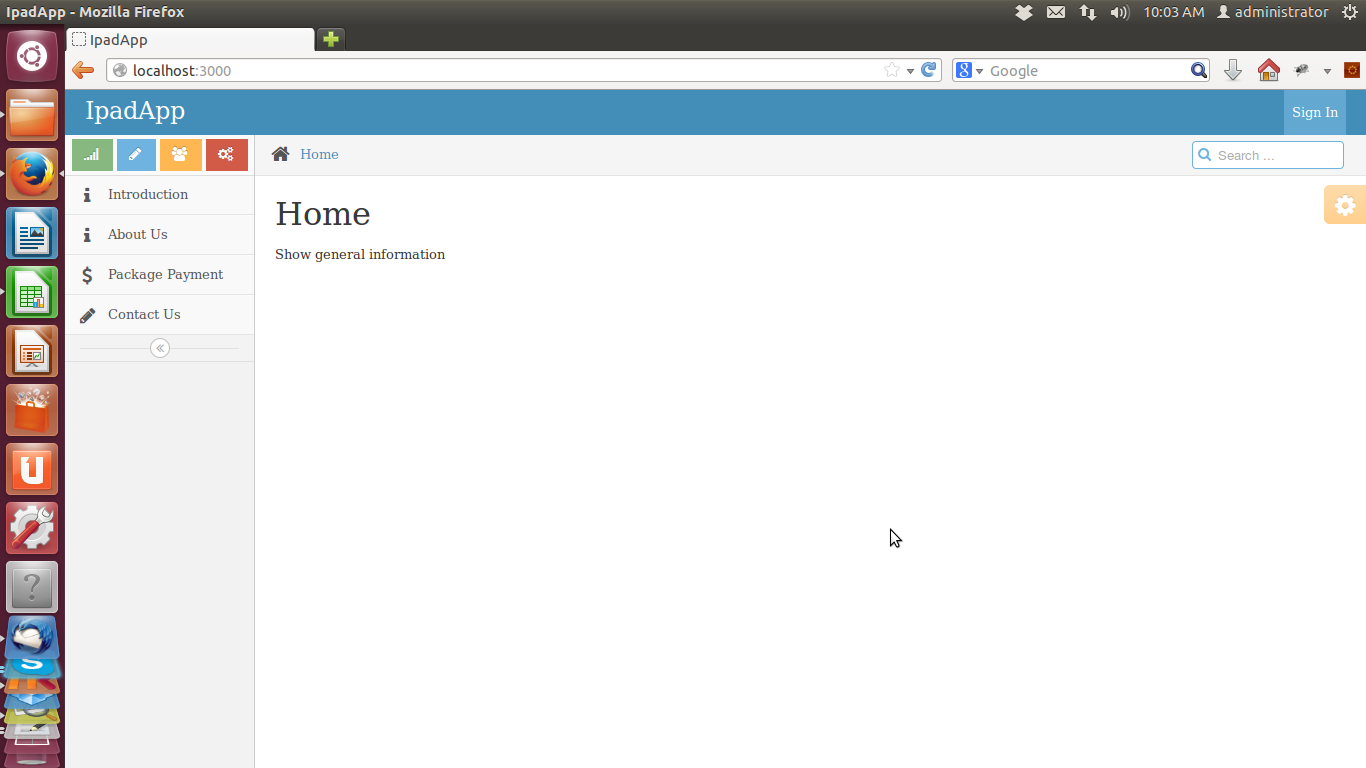 IpadApp - Mozilla Firefox
10:03 AM administrator
IpadApp
localhost:3000
Google
IpadApp
Sign In
Home
Search ...
Introduction
About Us
Package Payment
Contact Us
Home
Show general information